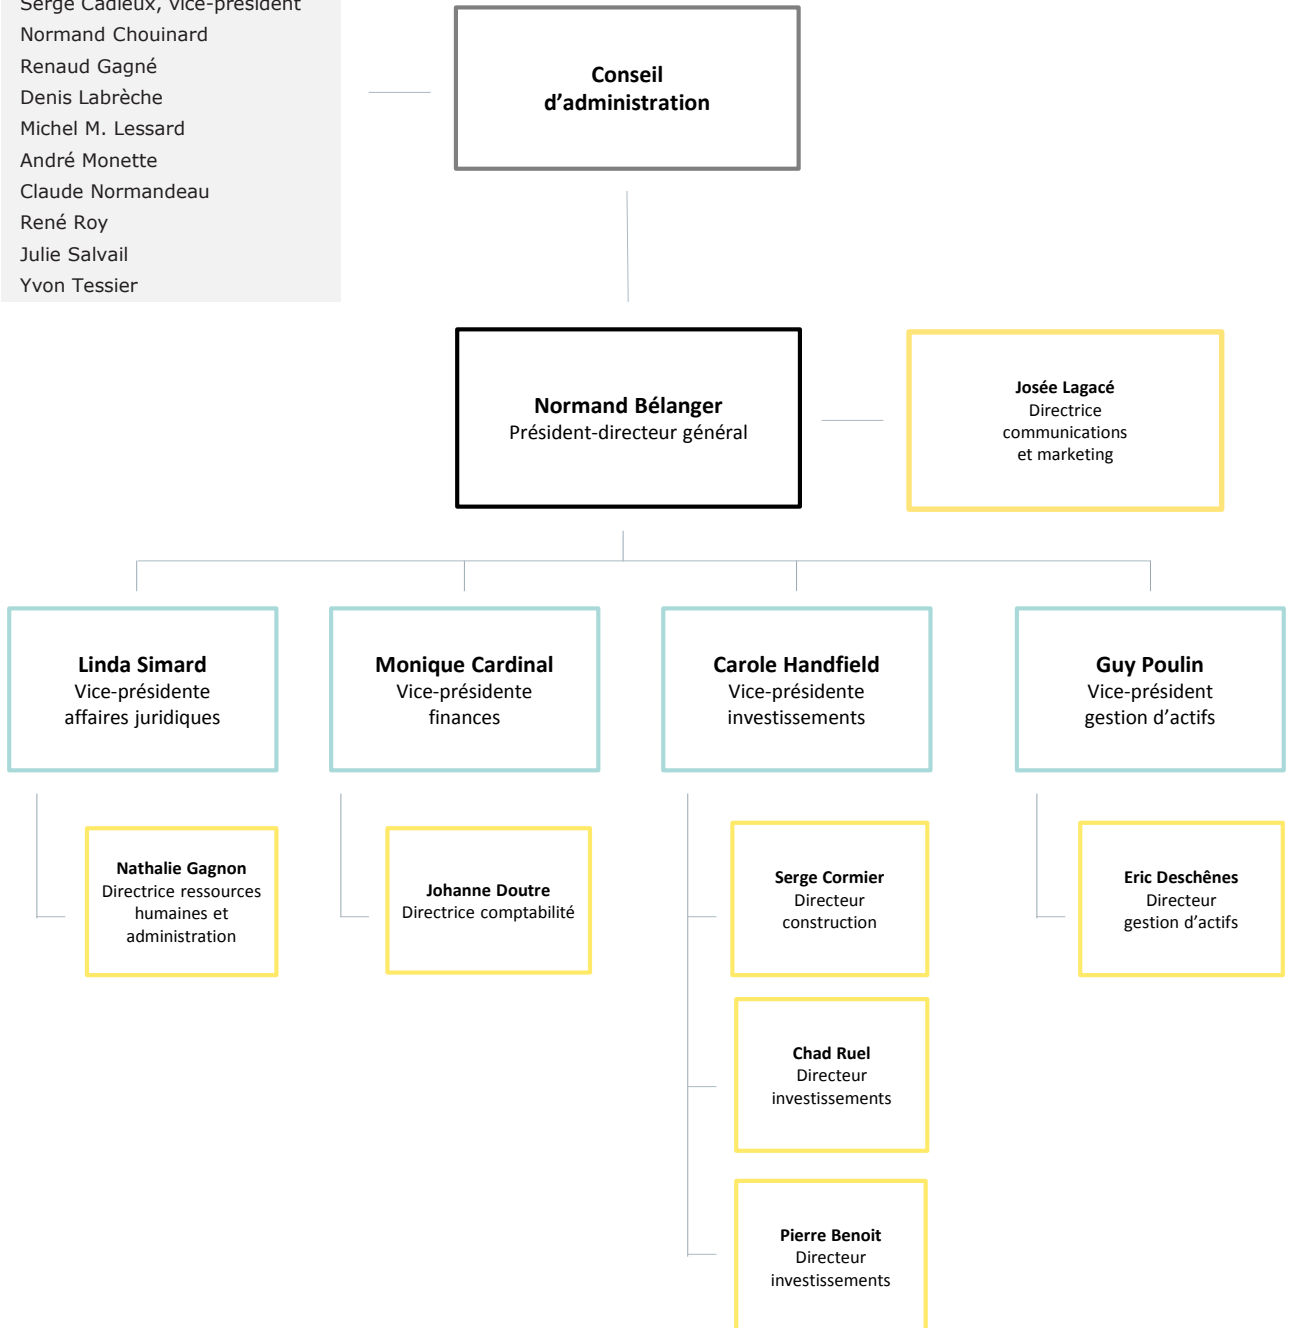 Serge Cadieux, vice-président
Normand Chouinard
Renaud Gagné
Denis Labrèche
Michel M. Lessard
André Monette
Claude Normandeau
René Roy
Julie Salvail
Yvon Tessier
Conseil
d’administration
Normand Bélanger
Président-directeur général
Josée Lagacé
Directrice
communications
et marketing
Linda Simard
Vice-présidente
affaires juridiques
Monique Cardinal
Vice-présidente
finances
Carole Handfield
Vice-présidente
investissements
Guy Poulin
Vice-président
gestion d’actifs
Nathalie Gagnon
Directrice ressources
humaines et
administration
Johanne Doutre
Directrice comptabilité
Serge Cormier
Directeur
construction
Eric Deschênes
Directeur
gestion d’actifs
Chad Ruel
Directeur
investissements
Pierre Benoit
Directeur
investissements